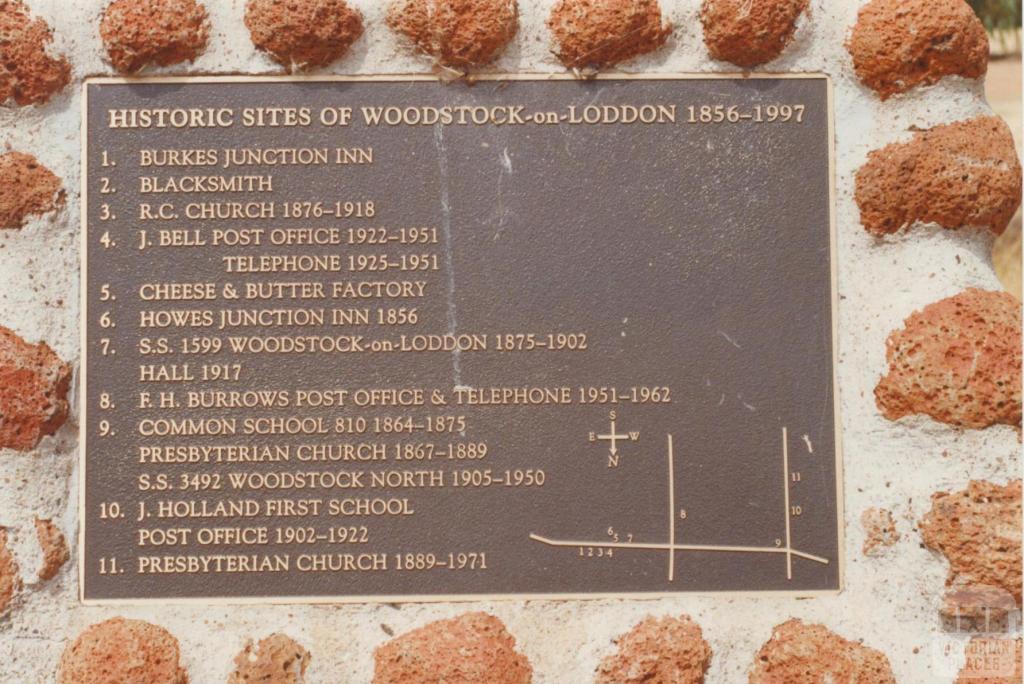 HISTORIC SITES OF WOODSTOCK-on-LODDON 1856–1997
1. BURKES JUNCTION INN
2. BLACKSMITH
3. R.C. CHURCH 1876–1918
4. J. BELL POST OFFICE 1922–1951
TELEPHONE 1925–1951
5. CHEESE & BUTTER FACTORY
6. HOWES JUNCTION INN 1856
7. S.S. 1599 WOODSTOCK-on-LODDON 1875–1902
HALL 1917
8. F. H. BURROWS POST OFFICE & TELEPHONE 1951–1962
9. COMMON SCHOOL 810 1864–1875
PRESBYTERIAN CHURCH 1867–1889
S.S. 3492 WOODSTOCK NORTH 1905–1950
10. J. HOLLAND FIRST SCHOOL
POST OFFICE 1902–1922
11. PRESBYTERIAN CHURCH 1889–1971
S
E W
N
11
8 10
6 5 7 9
1 2 3 4
VICTORIAN
PLACES